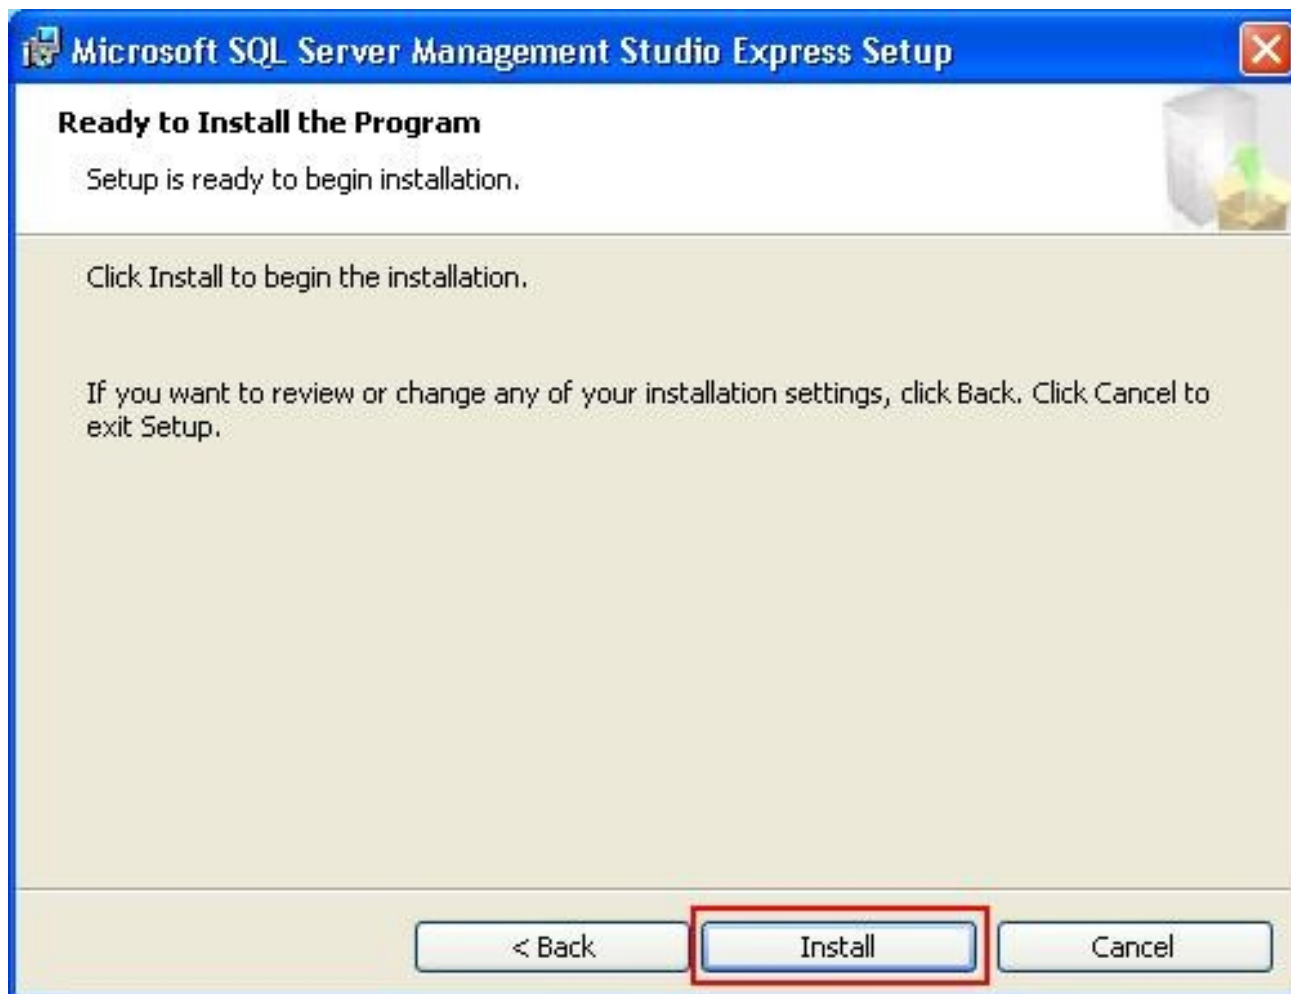 Microsoft SQL Server Management Studio Express Setup
Ready to Install the Program
Setup is ready to begin installation.
Click Install to begin the installation.
If you want to review or change any of your installation settings, click Back. Click Cancel to
exit Setup.
< Back Install Cancel